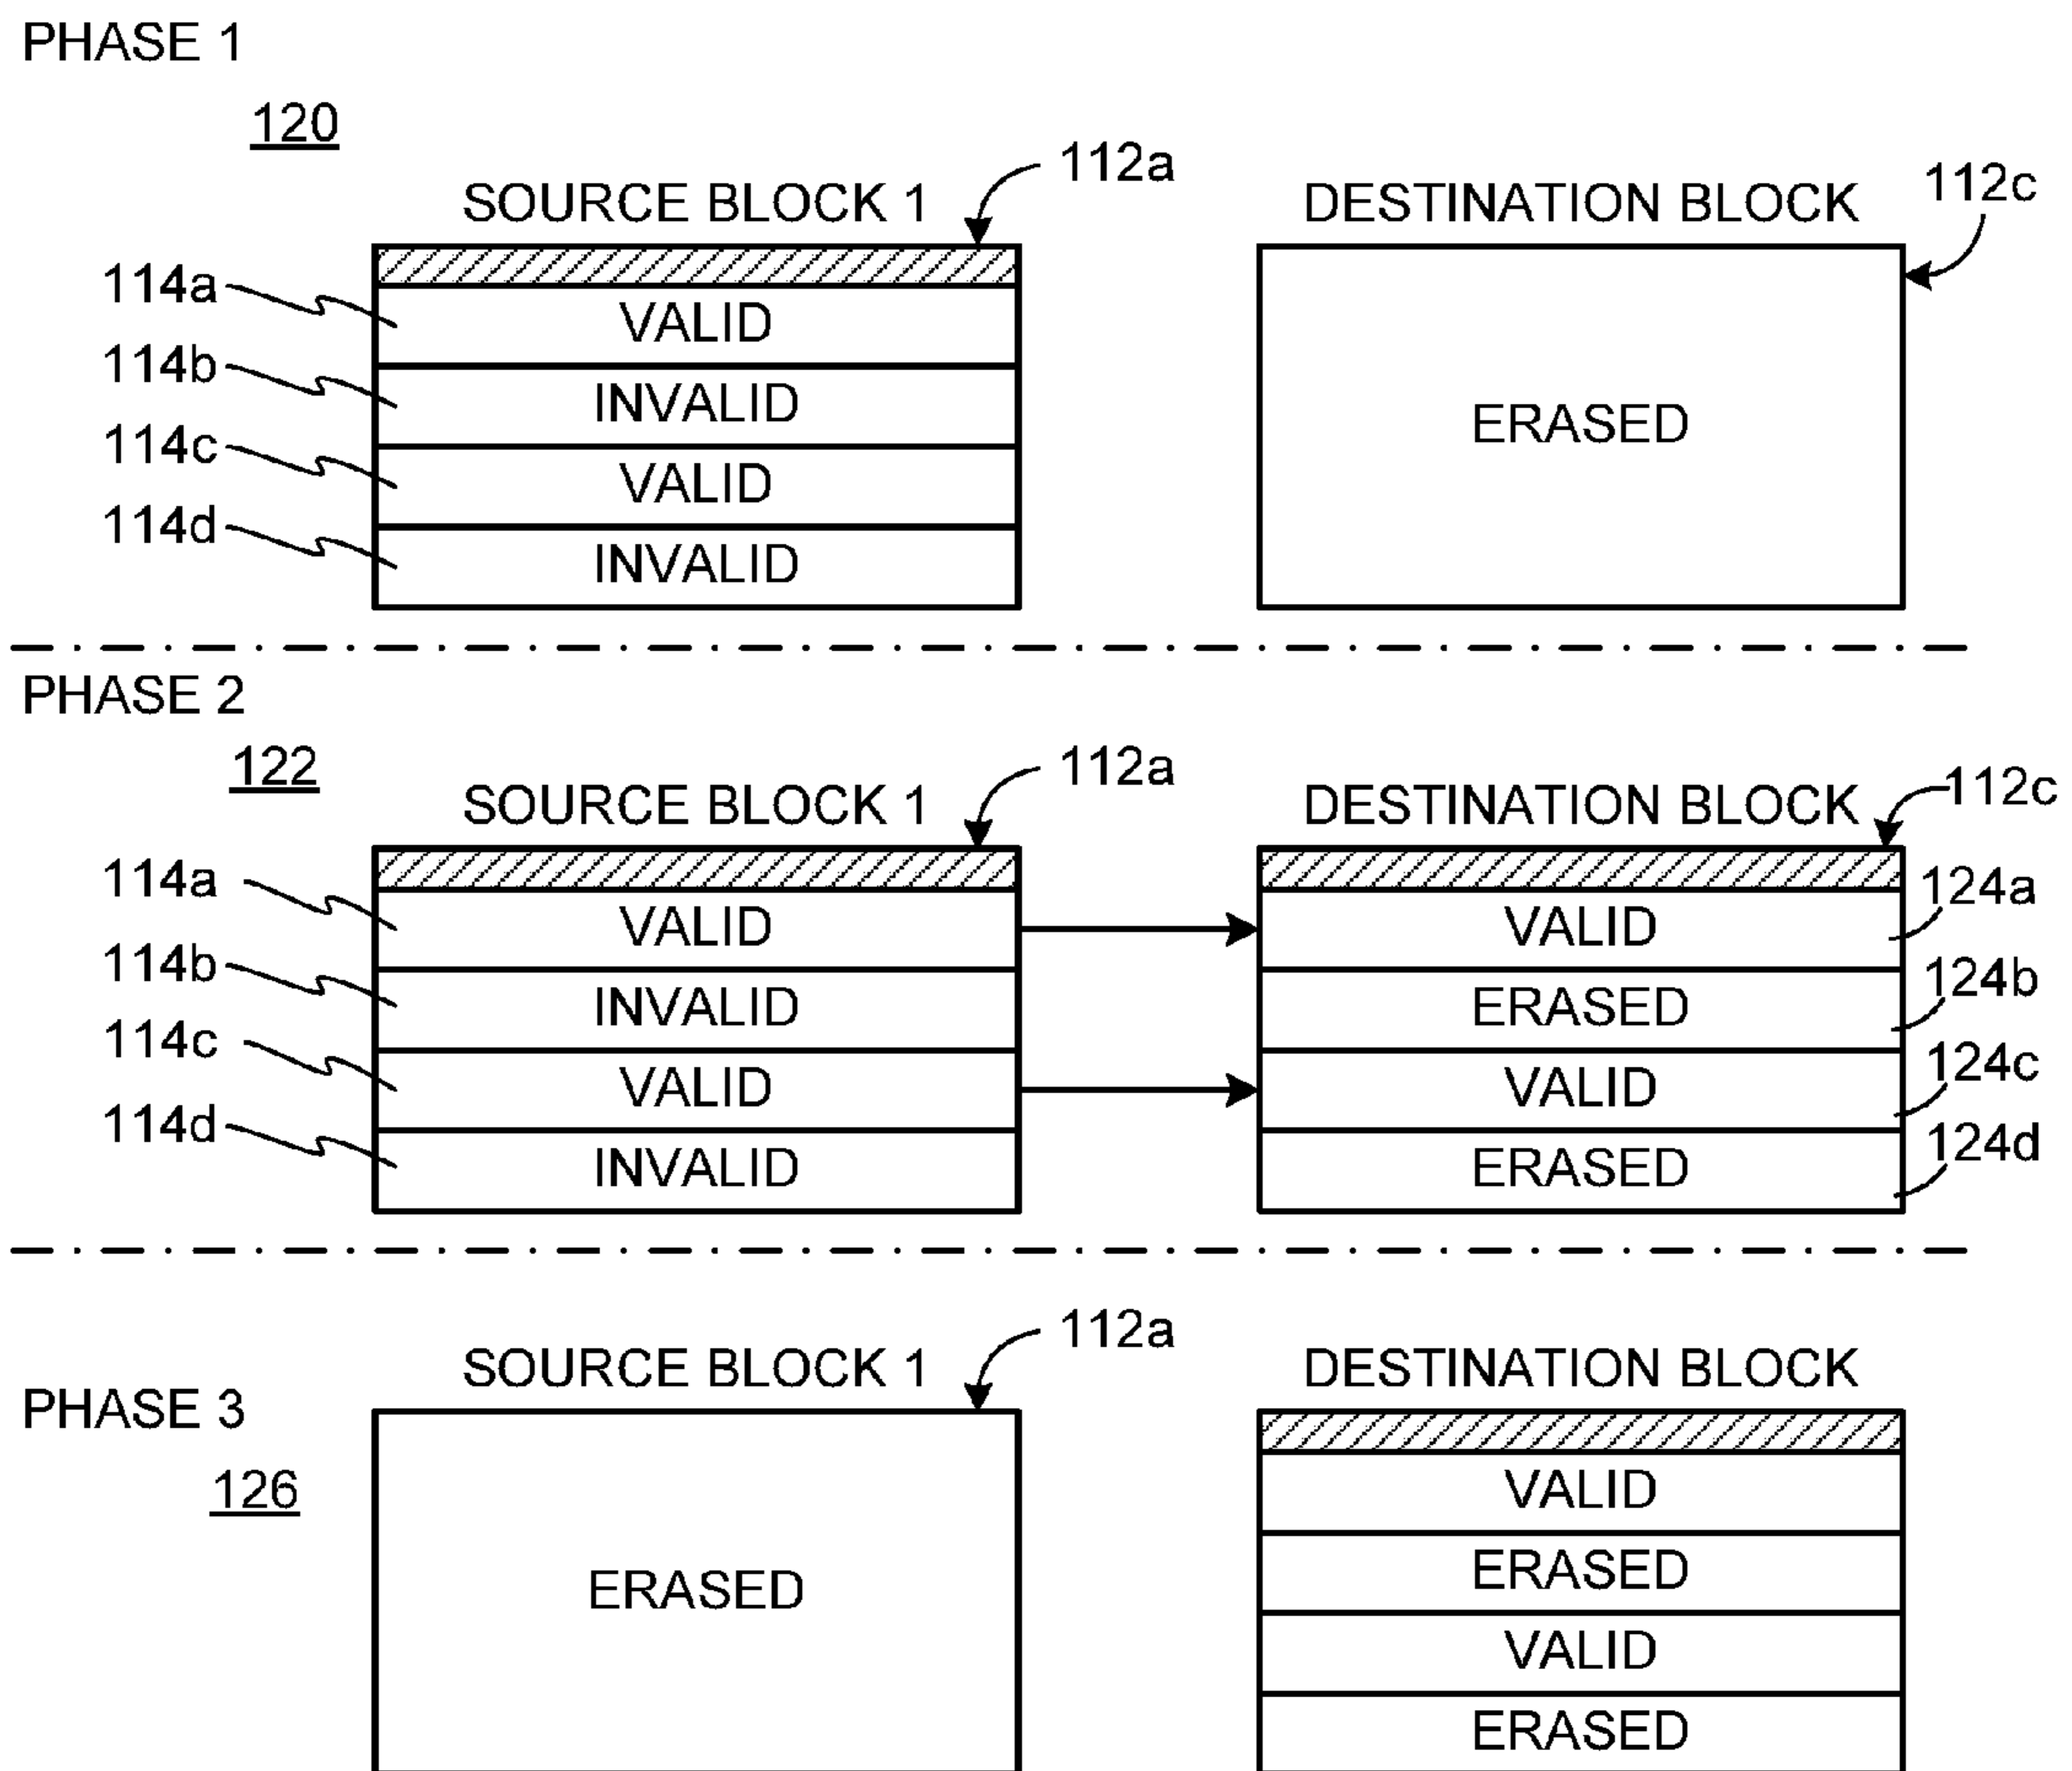 PHASE 1
120
112a
SOURCE BLOCK 1
DESTINATION BLOCK
112c
114a
VALID
114b
INVALID
114c
VALID
114d
INVALID
ERASED
PHASE 2
122
112a
SOURCE BLOCK 1
DESTINATION BLOCK
112c
114a
VALID
VALID
124a
114b
INVALID
ERASED
124b
114c
VALID
VALID
124c
114d
INVALID
ERASED
124d
112a
SOURCE BLOCK 1
DESTINATION BLOCK
PHASE 3
126
ERASED
VALID
ERASED
VALID
ERASED